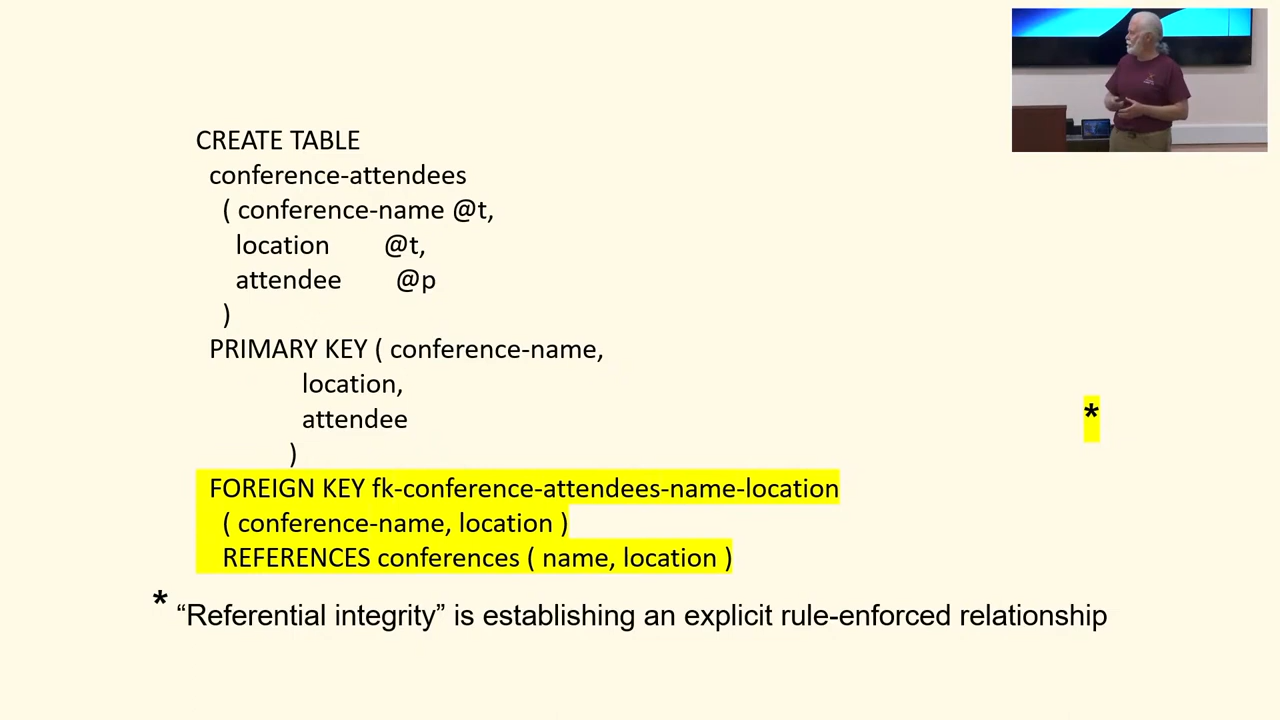 CREATE TABLE
conference-attendees
( conference-name @t,
location @t,
attendee @p
)
PRIMARY KEY ( conference-name,
location,
attendee
)
*
FOREIGN KEY fk-conference-attendees-name-location
( conference-name, location )
REFERENCES conferences ( name, location )
* “Referential integrity” is establishing an explicit rule-enforced relationship